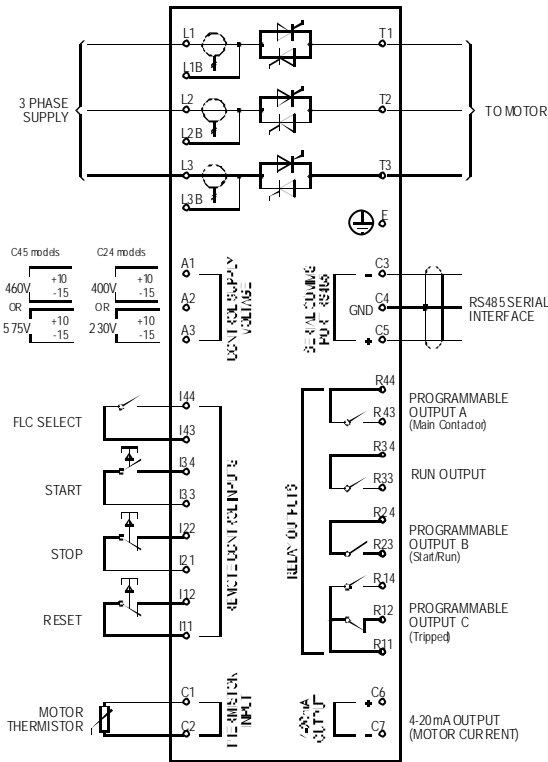 L1
T1
L1B
3 PHASE
SUPPLY
L2
T2
TO MOTOR
L2B
L3
T3
L3B
E
C45 models
C24 models
460V +10
-15
400V +10
-15
OR
OR
575V +10
-15
230V +10
-15
A1
A2
A3
CONTROL SUPPLY
VOLTAGE
SERIAL COMMS
PORT RS485
- C3
GND C4
+ C5
RS485 SERIAL
INTERFACE
FLC SELECT
I44
I43
START
I34
I33
STOP
I22
I21
RESET
I12
I11
REMOTE CONTROL INPUTS
RELAY OUTPUTS
R44
R43
PROGRAMMABLE
OUTPUT A
(Main Contactor)
R34
R33
RUN OUTPUT
R24
R23
PROGRAMMABLE
OUTPUT B
(Start/Run)
R14
R12
R11
PROGRAMMABLE
OUTPUT C
(Tripped)
MOTOR
THERMISTOR
C1
C2
THERMISTOR
INPUT
4-20mA
OUTPUT
+ C6
- C7
4-20mA OUTPUT
(MOTOR CURRENT)